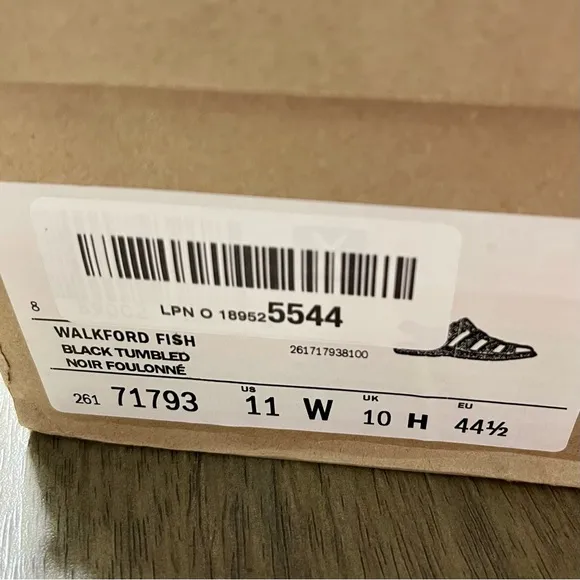 LPN O 189525544
8
WALKFORD FISH
BLACK TUMBLED
NOIR FOULONNÉ
261717938100
261 71793 US 11 W UK 10 H EU 44½